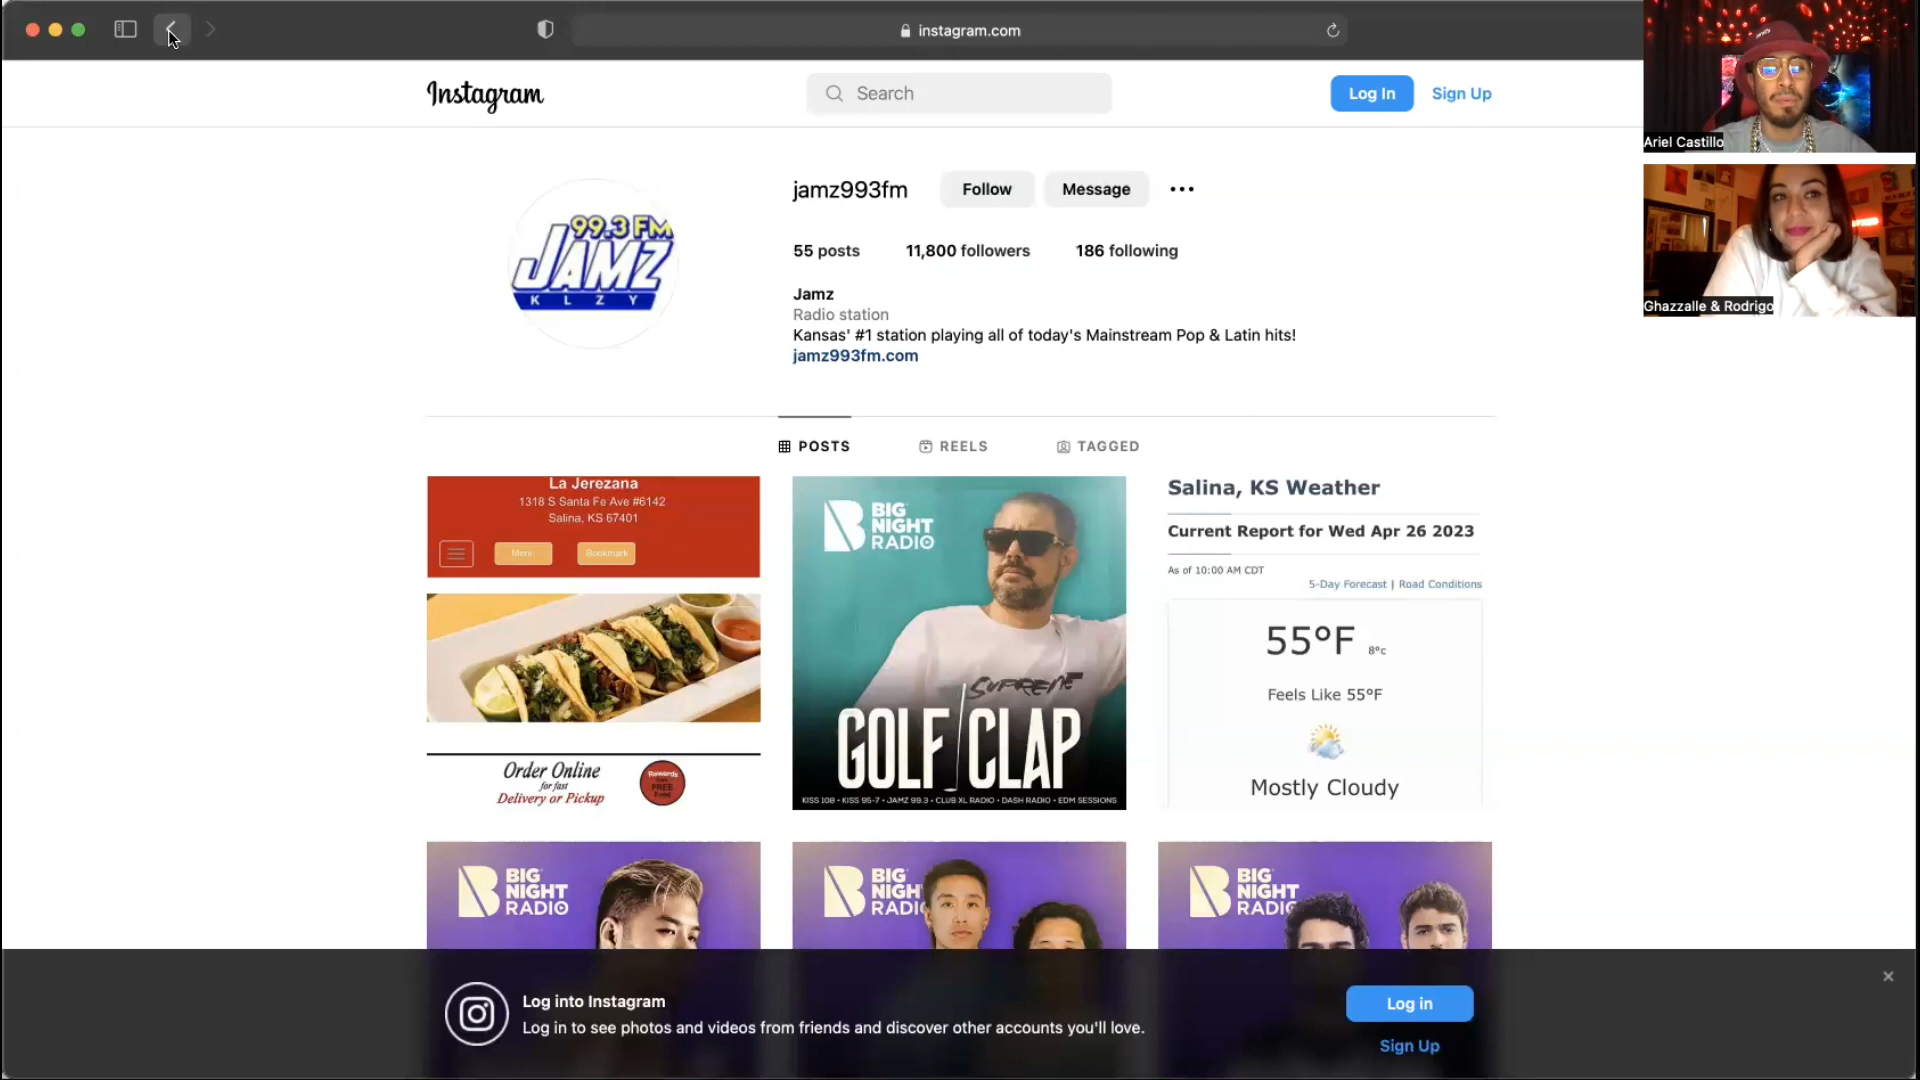 instagram.com
Instagram
Search
Log In
Sign Up
Ariel Castillo
Ghazzalle & Rodrigo
jamz993fm
Follow
Message
99.3 FM
JAMZ
K L Z Y
55 posts
11,800 followers
186 following
Jamz
Radio station
Kansas' #1 station playing all of today's Mainstream Pop & Latin hits!
jamz993fm.com
POSTS
REELS
TAGGED
La Jerezana
1318 S Santa Fe Ave #6142
Salina, KS 67401
Menu
Bookmark
Order Online
for fast
Delivery or Pickup
Rewards
FREE
Food
BIG
NIGHT
RADIO
SUPREME
GOLF/CLAP
KISS 108 • KISS 95-7 • JAMZ 99.3 • CLUB XL RADIO • DASH RADIO • EDM SESSIONS
Salina, KS Weather
Current Report for Wed Apr 26 2023
As of 10:00 AM CDT
5-Day Forecast | Road Conditions
55°F 8°c
Feels Like 55°F
Mostly Cloudy
BIG
NIGHT
RADIO
BIG
NIGH
RADI
BIG
NIGHT
RADI
Log into Instagram
Log in to see photos and videos from friends and discover other accounts you'll love.
Log in
Sign Up